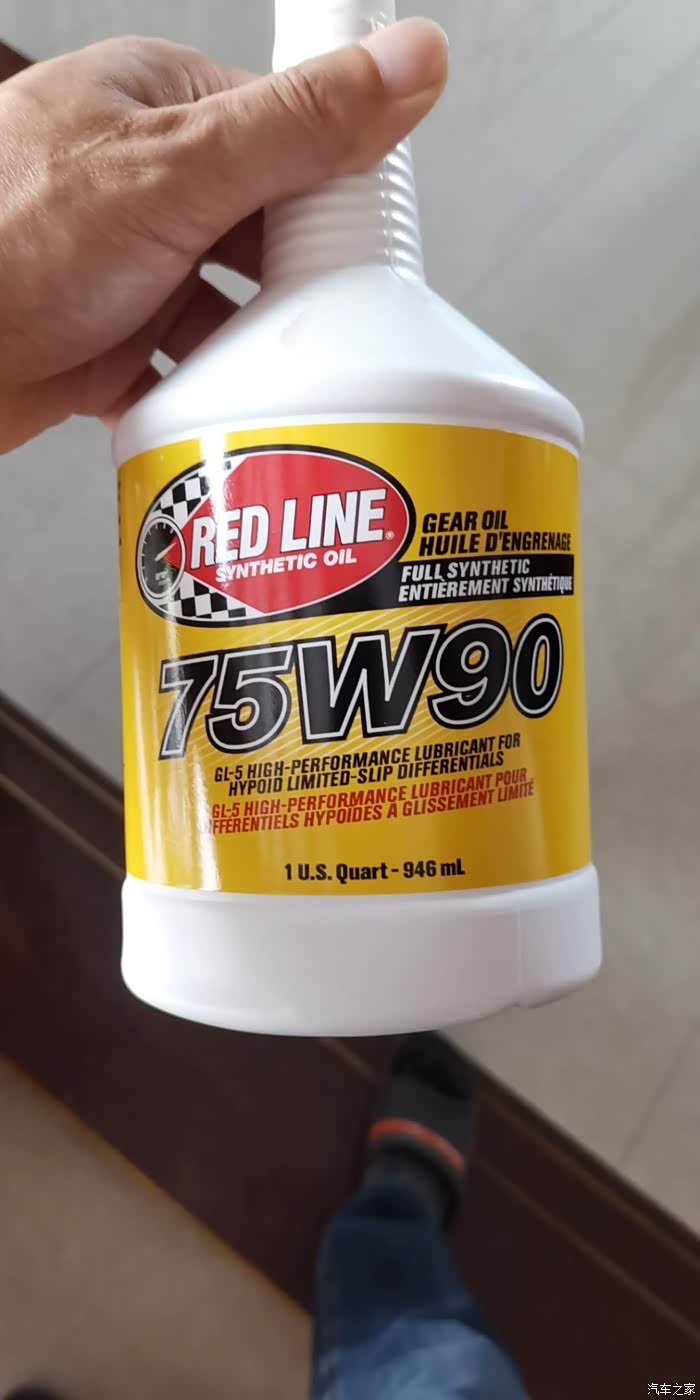 RED LINE®
SYNTHETIC OIL
GEAR OIL
HUILE D'ENGRENAGE
FULL SYNTHETIC
ENTIÈREMENT SYNTHÉTIQUE
75W90
GL-5 HIGH-PERFORMANCE LUBRICANT FOR
HYPOID LIMITED-SLIP DIFFERENTIALS
GL-5 HIGH-PERFORMANCE LUBRICANT POUR
DIFFÉRENTIELS HYPOÏDES À GLISSEMENT LIMITÉ
1 U.S. Quart - 946 mL
汽车之家